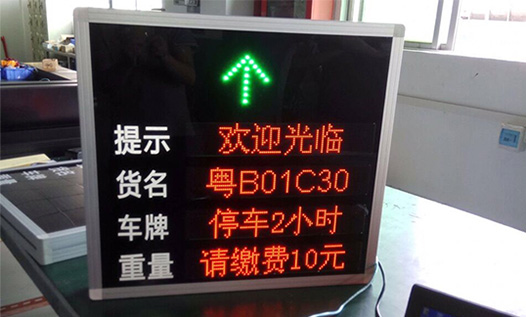 提示 欢迎光临
货名 粤B01C30
车牌 停车2小时
重量 请缴费10元